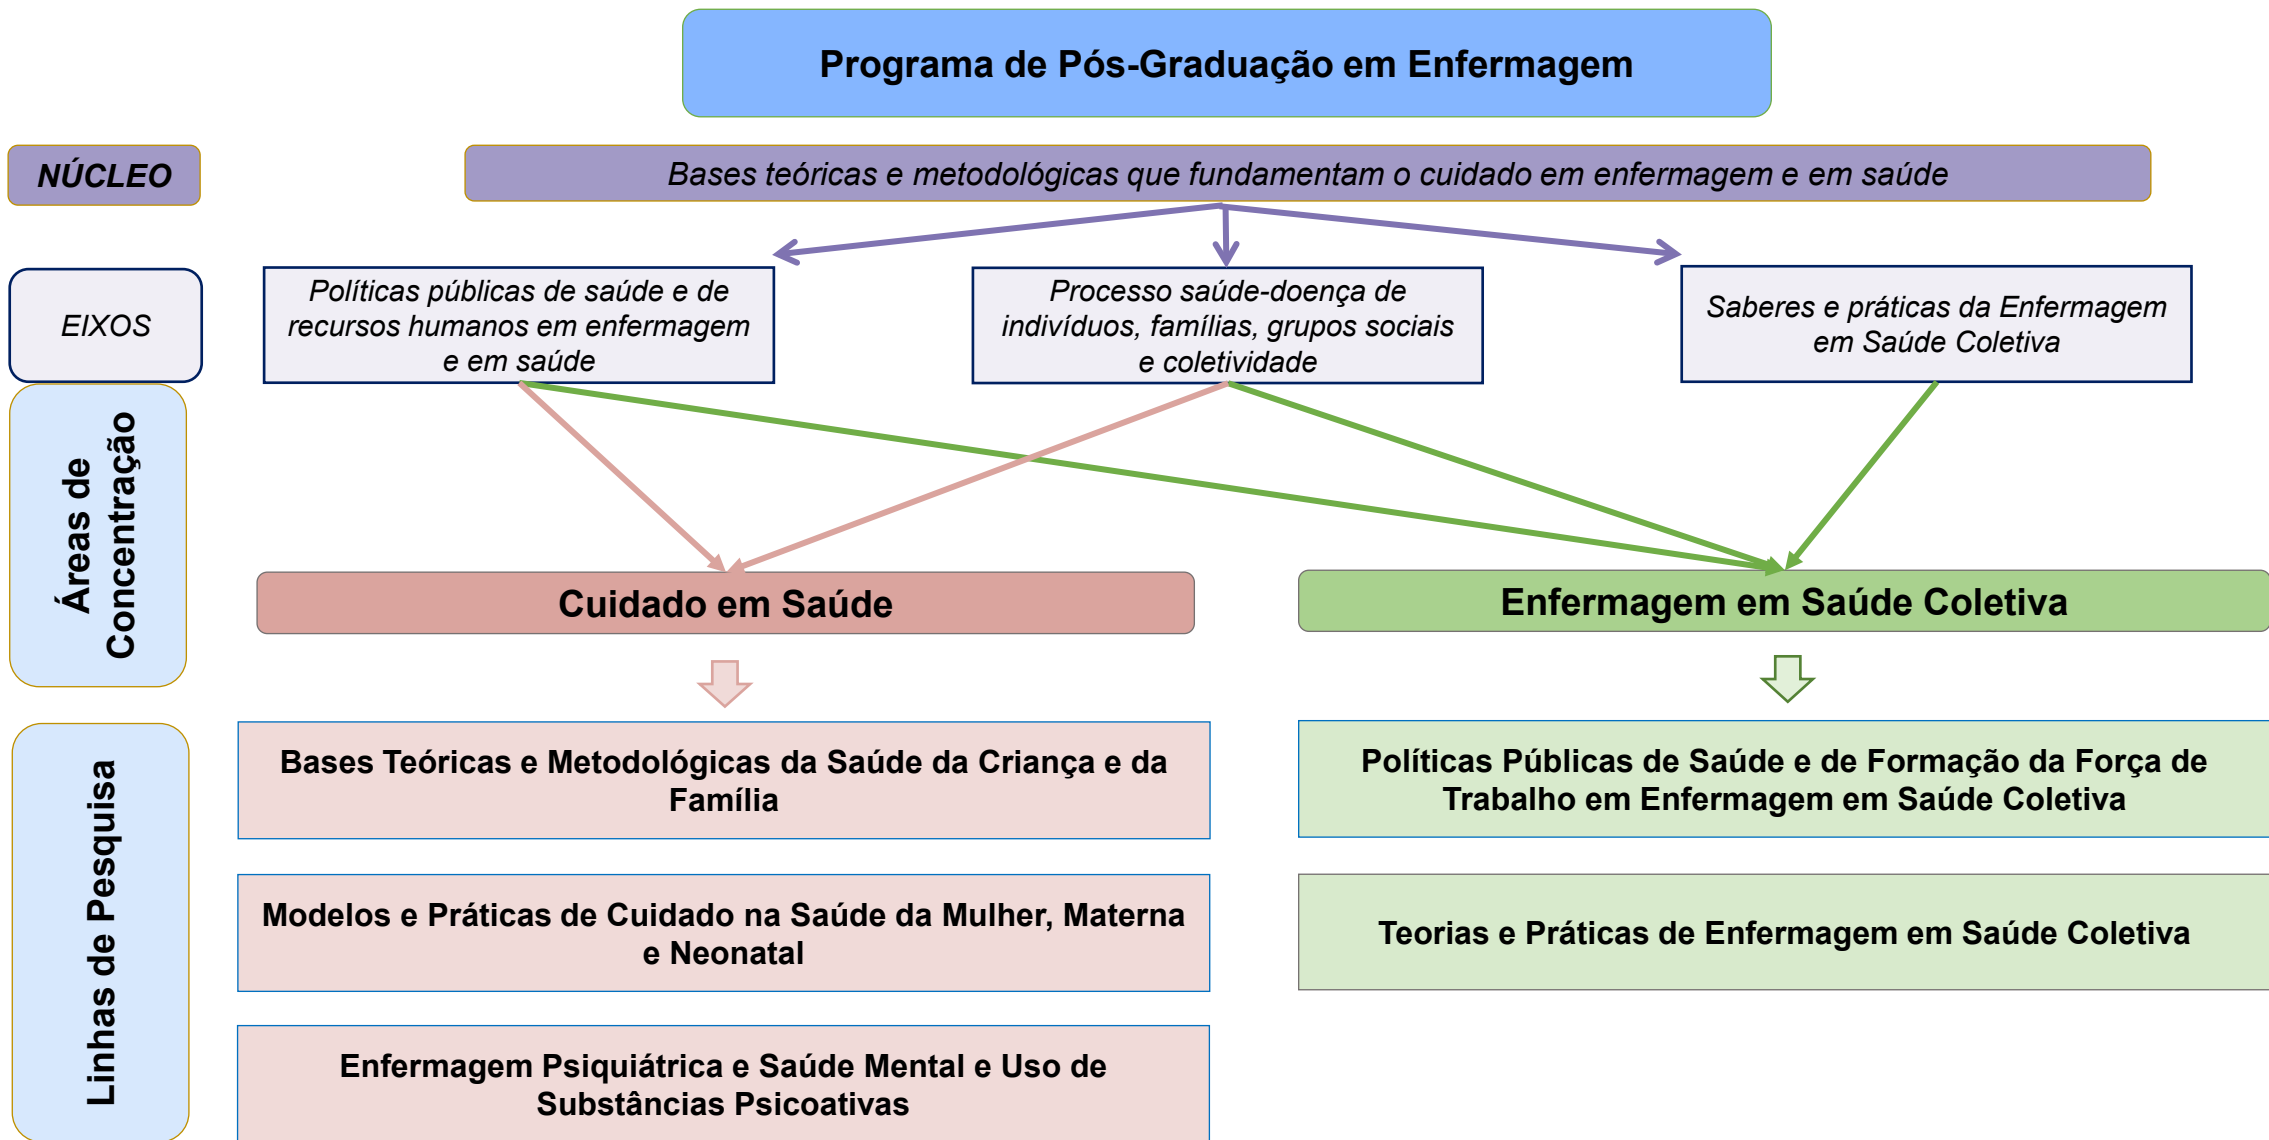 Programa de Pós-Graduação em Enfermagem
NÚCLEO
Bases teóricas e metodológicas que fundamentam o cuidado em enfermagem e em saúde
EIXOS
Políticas públicas de saúde e de
recursos humanos em enfermagem
e em saúde
Processo saúde-doença de
indivíduos, famílias, grupos sociais
e coletividade
Saberes e práticas da Enfermagem
em Saúde Coletiva
Áreas de
Concentração
Cuidado em Saúde
Enfermagem em Saúde Coletiva
Linhas de Pesquisa
Bases Teóricas e Metodológicas da Saúde da Criança e da
Família
Políticas Públicas de Saúde e de Formação da Força de
Trabalho em Enfermagem em Saúde Coletiva
Modelos e Práticas de Cuidado na Saúde da Mulher, Materna
e Neonatal
Teorias e Práticas de Enfermagem em Saúde Coletiva
Enfermagem Psiquiátrica e Saúde Mental e Uso de
Substâncias Psicoativas